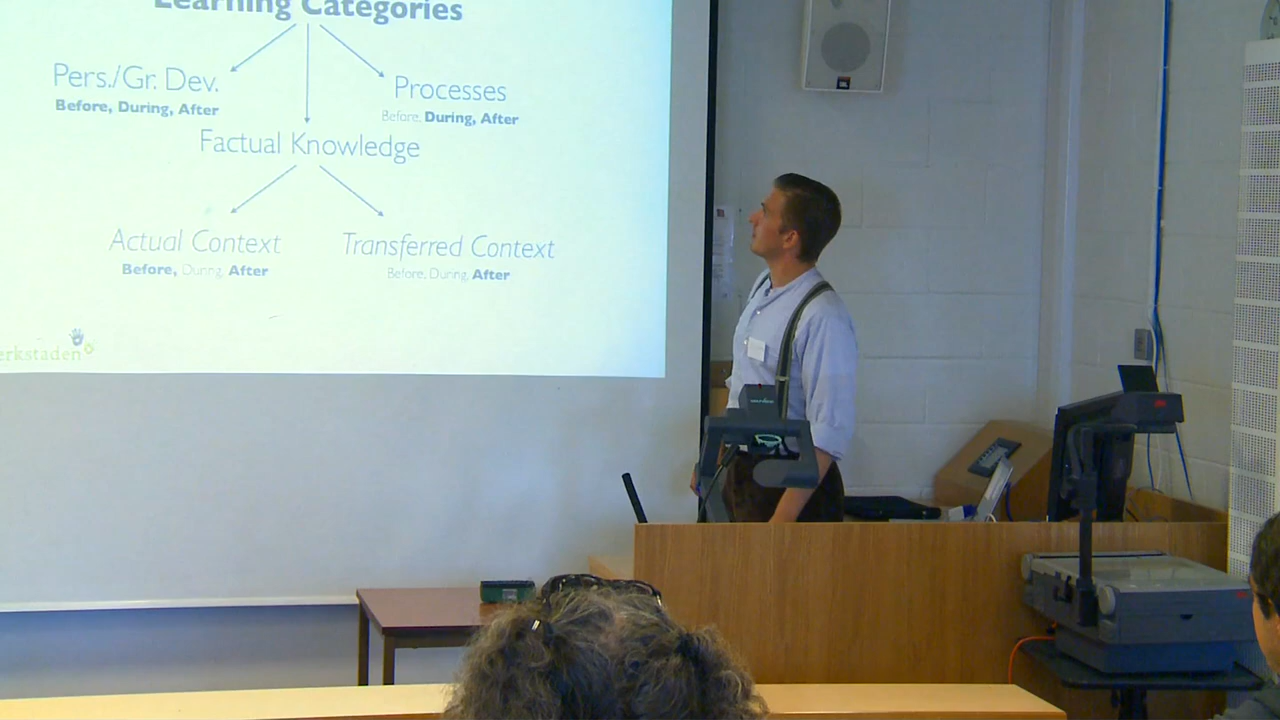 Learning Categories
Pers./Gr. Dev.
Before, During, After
Processes
Before, During, After
Factual Knowledge
Actual Context
Before, During, After
Transferred Context
Before, During, After
erkstaden
JBL